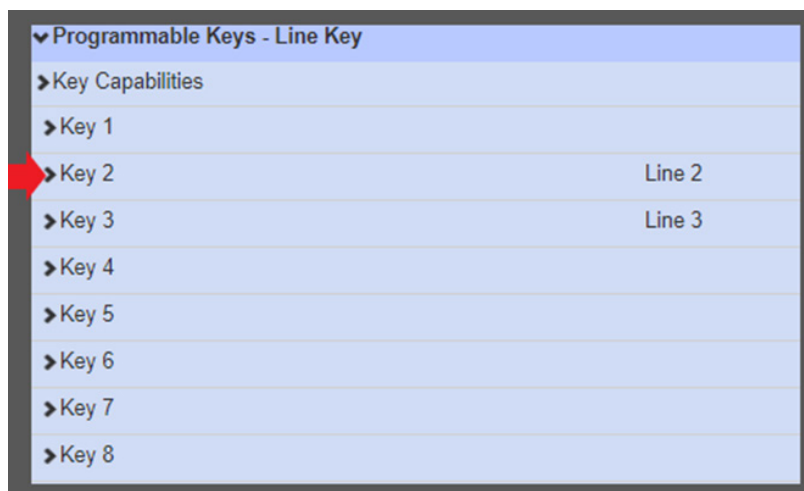 Programmable Keys - Line Key
Key Capabilities
Key 1
Key 2 Line 2
Key 3 Line 3
Key 4
Key 5
Key 6
Key 7
Key 8